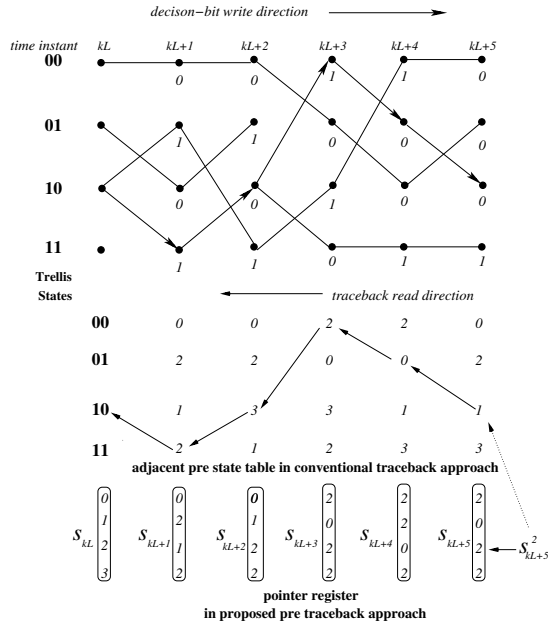 decison-bit write direction
time instant kL kL+1 kL+2 kL+3 kL+4 kL+5
00
0 0 1 1 0
01
1 1 0 0 0
10
0 0 1 0 0
11
1 1 0 1 1
Trellis
States
traceback read direction
00 0 0 2 2 0
01 2 2 0 0 2
10 1 3 3 1 1
11 2 1 2 3 3
adjacent pre state table in conventional traceback approach
0 0 0 2 2 2
1 2 1 0 2 0
S kL S kL+1 S kL+2 S kL+3 S kL+4 S kL+5 S 2 kL+5
2 1 2 2 0 2
3 2 2 2 2 2
pointer register
in proposed pre traceback approach